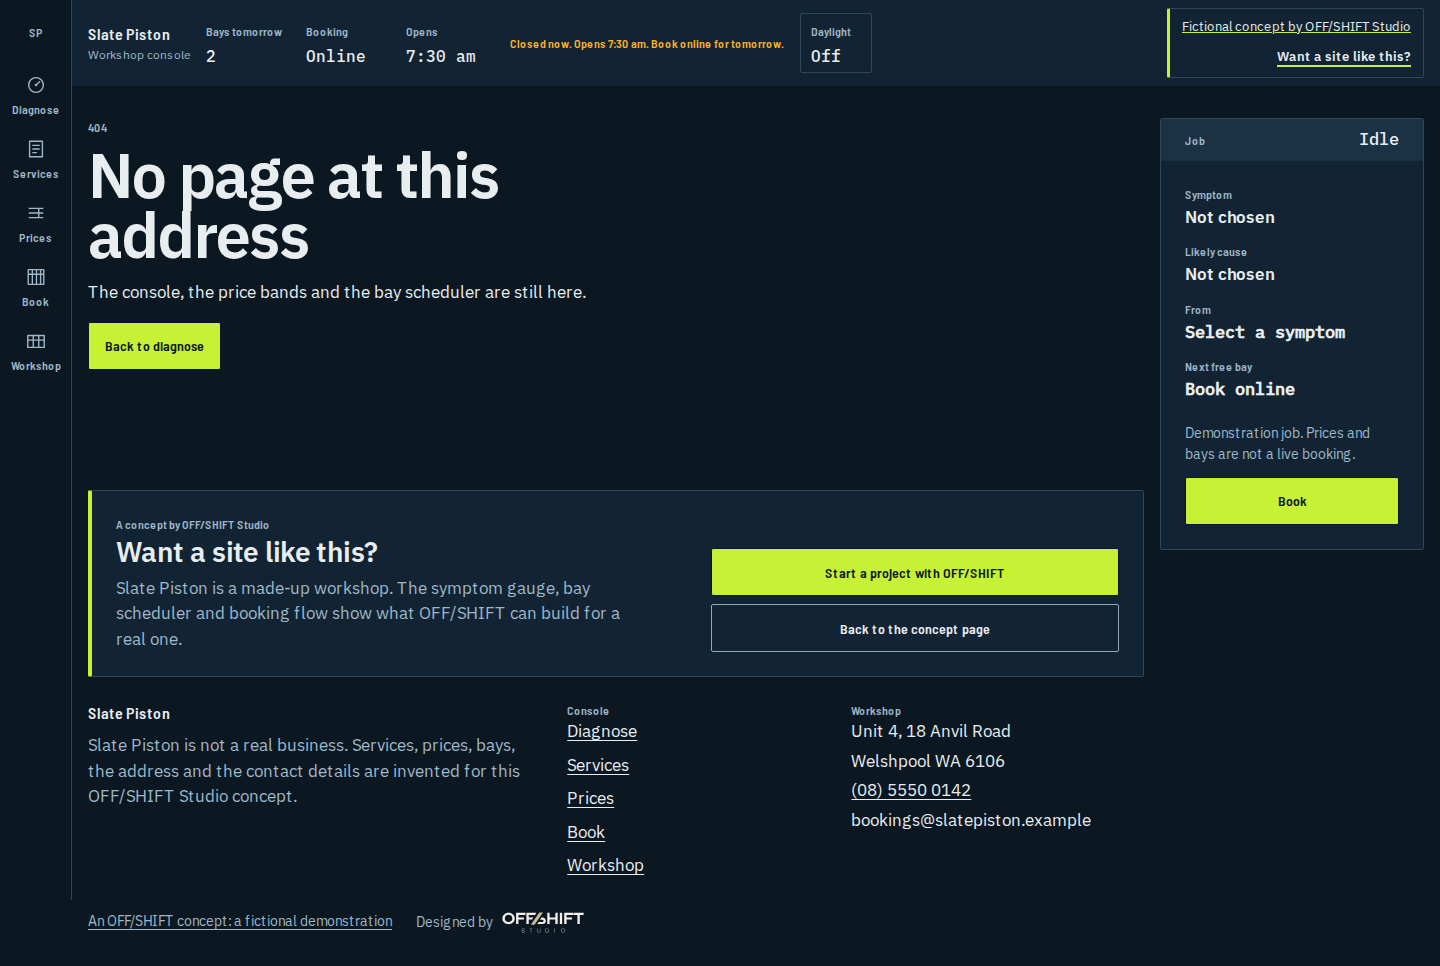 SP
Diagnose
Services
Prices
Book
Workshop
Slate Piston
Workshop console
Bays tomorrow
2
Booking
Online
Opens
7:30 am
Closed now. Opens 7:30 am. Book online for tomorrow.
Daylight
Off
Fictional concept by OFF/SHIFT Studio
Want a site like this?
404
No page at this
address
The console, the price bands and the bay scheduler are still here.
Back to diagnose
Job
Idle
Symptom
Not chosen
Likely cause
Not chosen
From
Select a symptom
Next free bay
Book online
Demonstration job. Prices and
bays are not a live booking.
Book
A concept by OFF/SHIFT Studio
Want a site like this?
Slate Piston is a made-up workshop. The symptom gauge, bay
scheduler and booking flow show what OFF/SHIFT can build for a
real one.
Start a project with OFF/SHIFT
Back to the concept page
Slate Piston
Slate Piston is not a real business. Services, prices, bays,
the address and the contact details are invented for this
OFF/SHIFT Studio concept.
Console
Diagnose
Services
Prices
Book
Workshop
Workshop
Unit 4, 18 Anvil Road
Welshpool WA 6106
(08) 5550 0142
bookings@slatepiston.example
An OFF/SHIFT concept: a fictional demonstration
Designed by
OFF/SHIFT
STUDIO